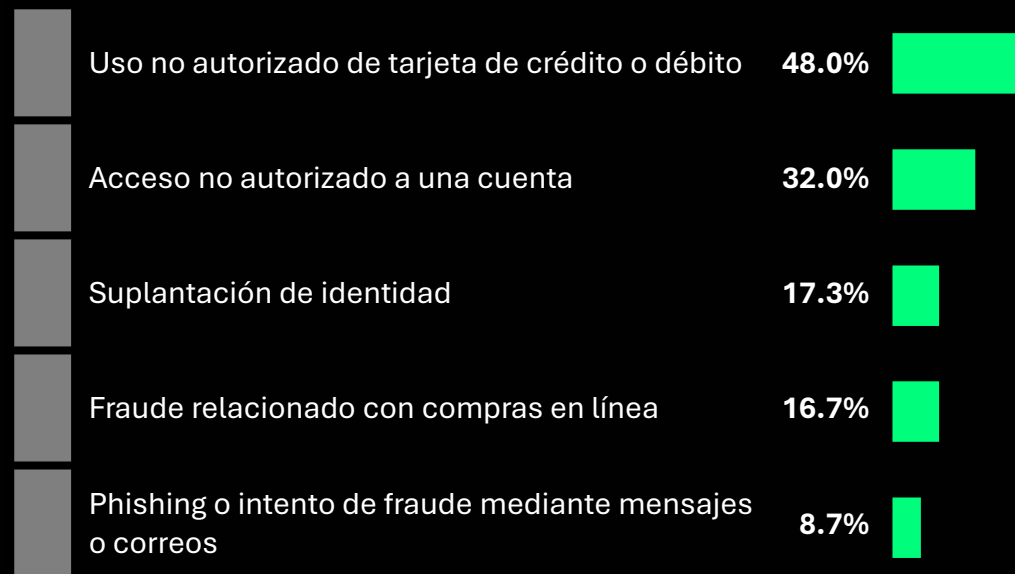 Uso no autorizado de tarjeta de crédito o débito 48.0%
Acceso no autorizado a una cuenta 32.0%
Suplantación de identidad 17.3%
Fraude relacionado con compras en línea 16.7%
Phishing o intento de fraude mediante mensajes
o correos 8.7%